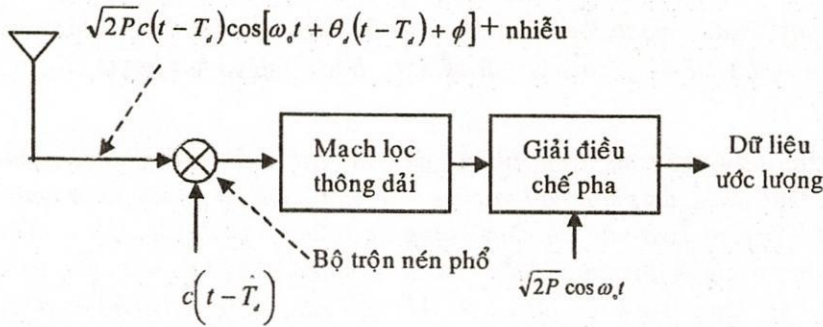 √2P c(t − T_d)cos[ω_o t + θ_d(t − T_d) + ϕ] + nhiễu
Mạch lọc
thông dải
Giải điều
chế pha
Dữ liệu
ước lượng
Bộ trộn nén phổ
c(t − Ṫ_d)
√2P cos ω_o t